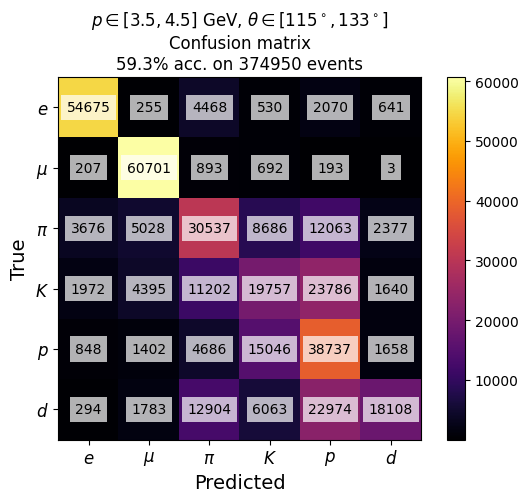 p ∈ [3.5, 4.5] GeV, θ ∈ [115°, 133°]
Confusion matrix
59.3% acc. on 374950 events
e 54675 255 4468 530 2070 641
μ 207 60701 893 692 193 3
π 3676 5028 30537 8686 12063 2377
K 1972 4395 11202 19757 23786 1640
p 848 1402 4686 15046 38737 1658
d 294 1783 12904 6063 22974 18108
e μ π K p d
Predicted
True
60000
50000
40000
30000
20000
10000